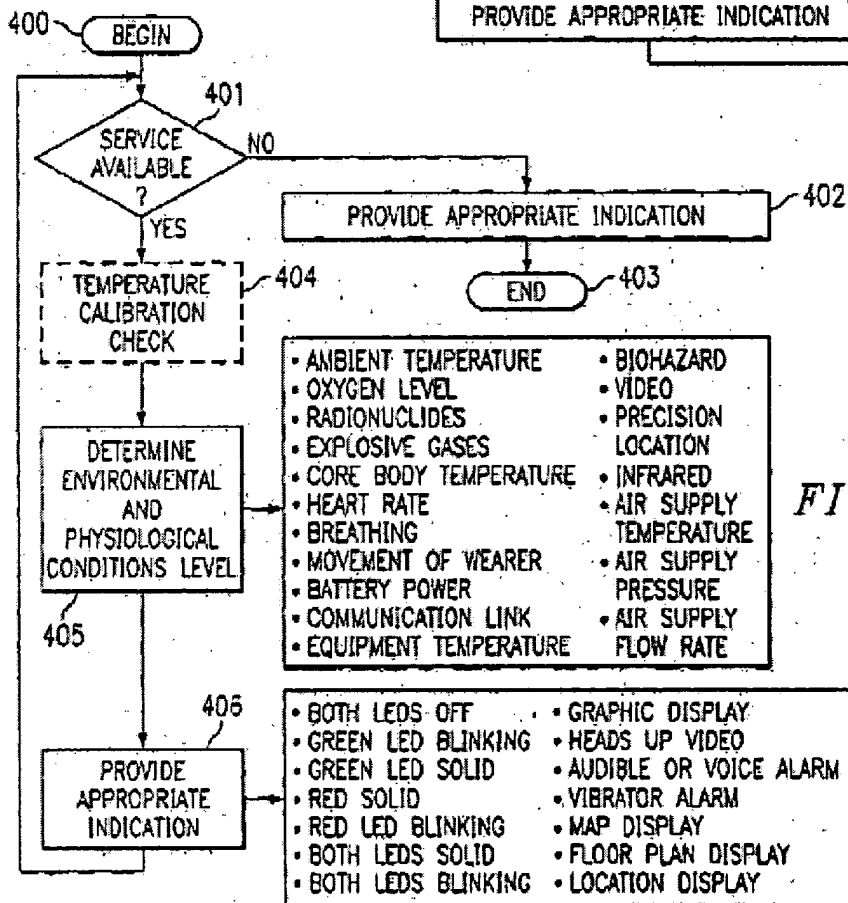 PROVIDE APPROPRIATE INDICATION
400
BEGIN
401
SERVICE
AVAILABLE
?
NO
YES
PROVIDE APPROPRIATE INDICATION
402
END
403
TEMPERATURE
CALIBRATION
CHECK
404
DETERMINE
ENVIRONMENTAL
AND
PHYSIOLOGICAL
CONDITIONS LEVEL
405
• AMBIENT TEMPERATURE
• OXYGEN LEVEL
• RADIONUCLIDES
• EXPLOSIVE GASES
• CORE BODY TEMPERATURE
• HEART RATE
• BREATHING
• MOVEMENT OF WEARER
• BATTERY POWER
• COMMUNICATION LINK
• EQUIPMENT TEMPERATURE
• BIOHAZARD
• VIDEO
• PRECISION
LOCATION
• INFRARED
• AIR SUPPLY
TEMPERATURE
• AIR SUPPLY
PRESSURE
• AIR SUPPLY
FLOW RATE
FI
406
PROVIDE
APPROPRIATE
INDICATION
• BOTH LEDS OFF
• GREEN LED BLINKING
• GREEN LED SOLID
• RED SOLID
• RED LED BLINKING
• BOTH LEDS SOLID
• BOTH LEDS BLINKING
• GRAPHIC DISPLAY
• HEADS UP VIDEO
• AUDIBLE OR VOICE ALARM
• VIBRATOR ALARM
• MAP DISPLAY
• FLOOR PLAN DISPLAY
• LOCATION DISPLAY